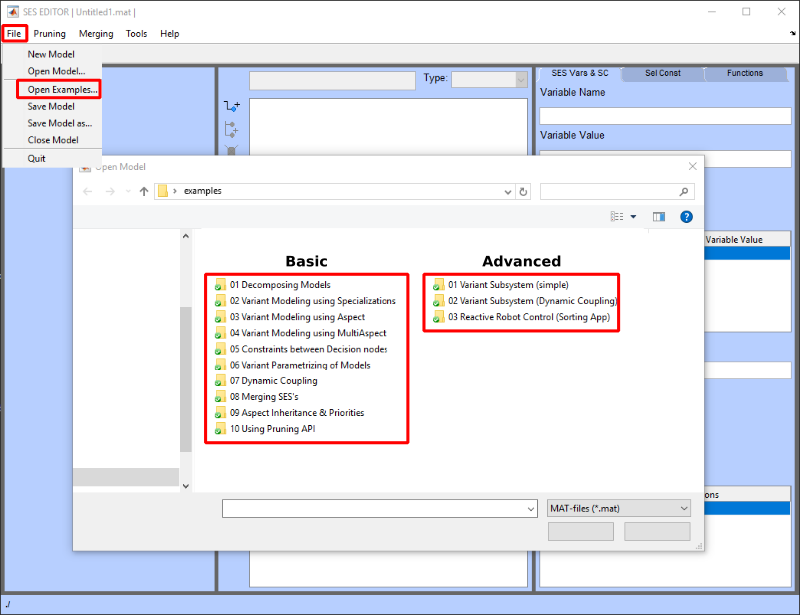 SES EDITOR | Untitled1.mat |
File Pruning Merging Tools Help
New Model
Open Model...
Open Examples...
Save Model
Save Model as...
Close Model
Quit
Type:
SES Vars & SC Sel Const Functions
Variable Name
Variable Value
Open Model
examples
Variable Value
Basic
01 Decomposing Models
02 Variant Modeling using Specializations
03 Variant Modeling using Aspect
04 Variant Modeling using MultiAspect
05 Constraints between Decision nodes
06 Variant Parametrizing of Models
07 Dynamic Coupling
08 Merging SES's
09 Aspect Inheritance & Priorities
10 Using Pruning API
Advanced
01 Variant Subsystem (simple)
02 Variant Subsystem (Dynamic Coupling)
03 Reactive Robot Control (Sorting App)
ons
MAT-files (*.mat)
./